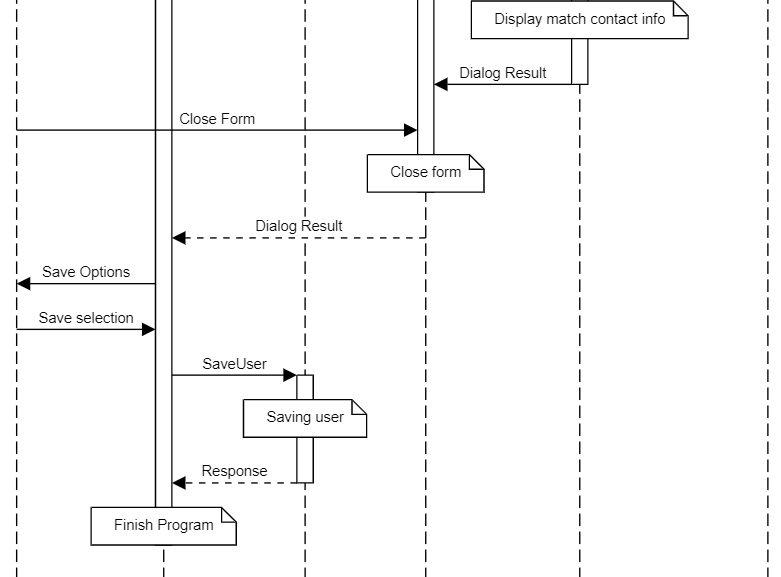 Display match contact info
Dialog Result
Close Form
Close form
Dialog Result
Save Options
Save selection
SaveUser
Saving user
Response
Finish Program